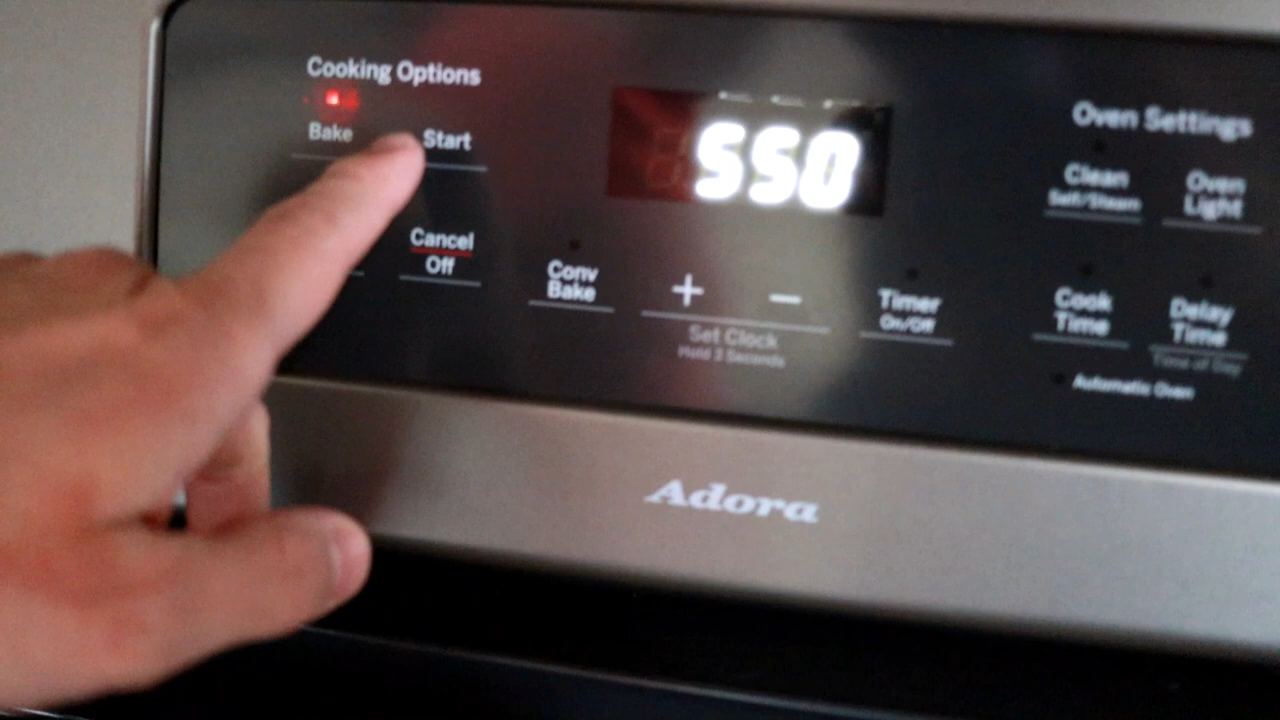 Cooking Options
Bake
Start
550
Oven Settings
Clean
Self/Steam
Oven
Light
Cancel
Off
Conv
Bake
+
−
Set Clock
Hold 3 Seconds
Timer
On/Off
Cook
Time
Delay
Time
Time of Day
Automatic Oven
Adora